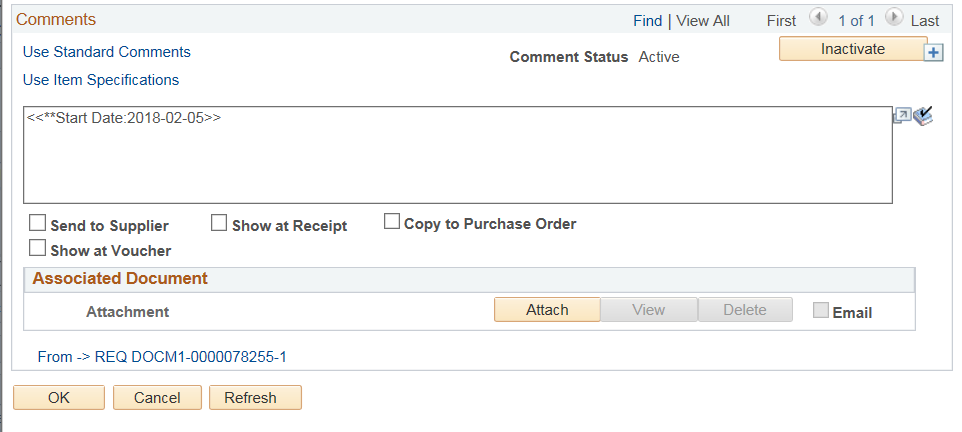 Comments Find | View All First 1 of 1 Last
Use Standard Comments
Comment Status Active Inactivate
Use Item Specifications
<<**Start Date:2018-02-05>>
Send to Supplier Show at Receipt Copy to Purchase Order
Show at Voucher
Associated Document
Attachment Attach View Delete Email
From -> REQ DOCM1-0000078255-1
OK Cancel Refresh